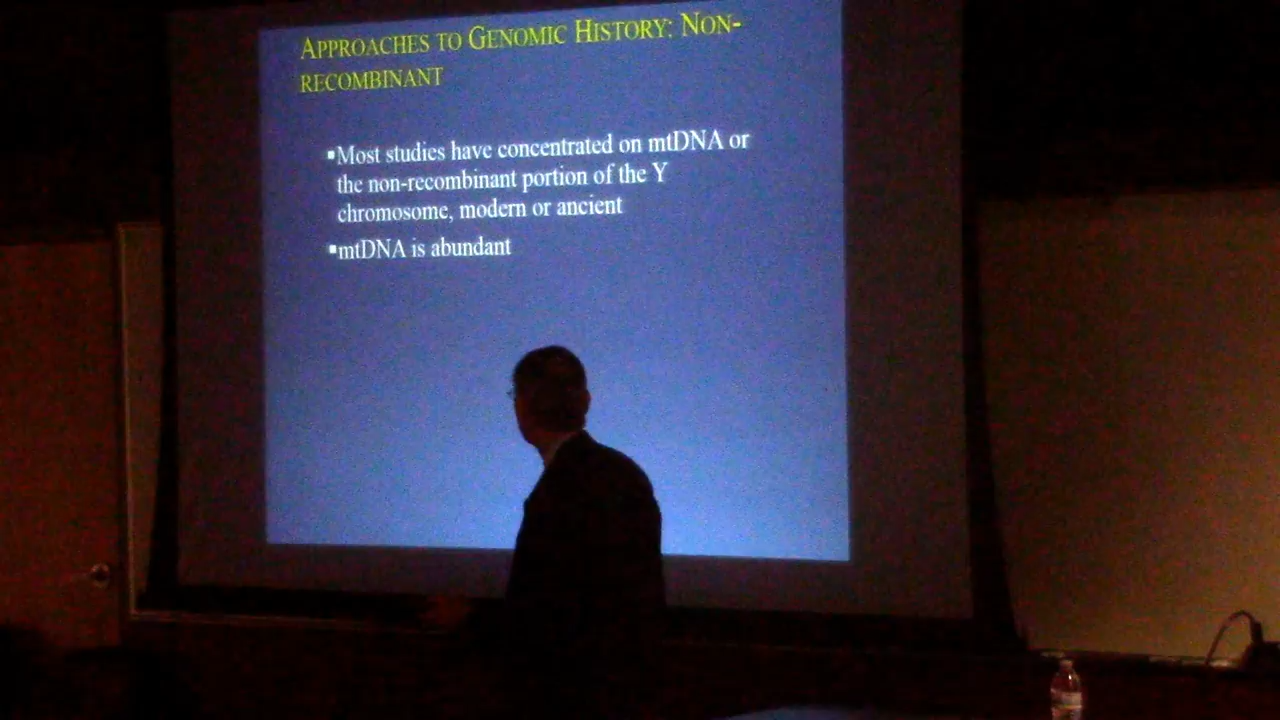 APPROACHES TO GENOMIC HISTORY: NON-
RECOMBINANT
▪Most studies have concentrated on mtDNA or
the non-recombinant portion of the Y
chromosome, modern or ancient
▪mtDNA is abundant